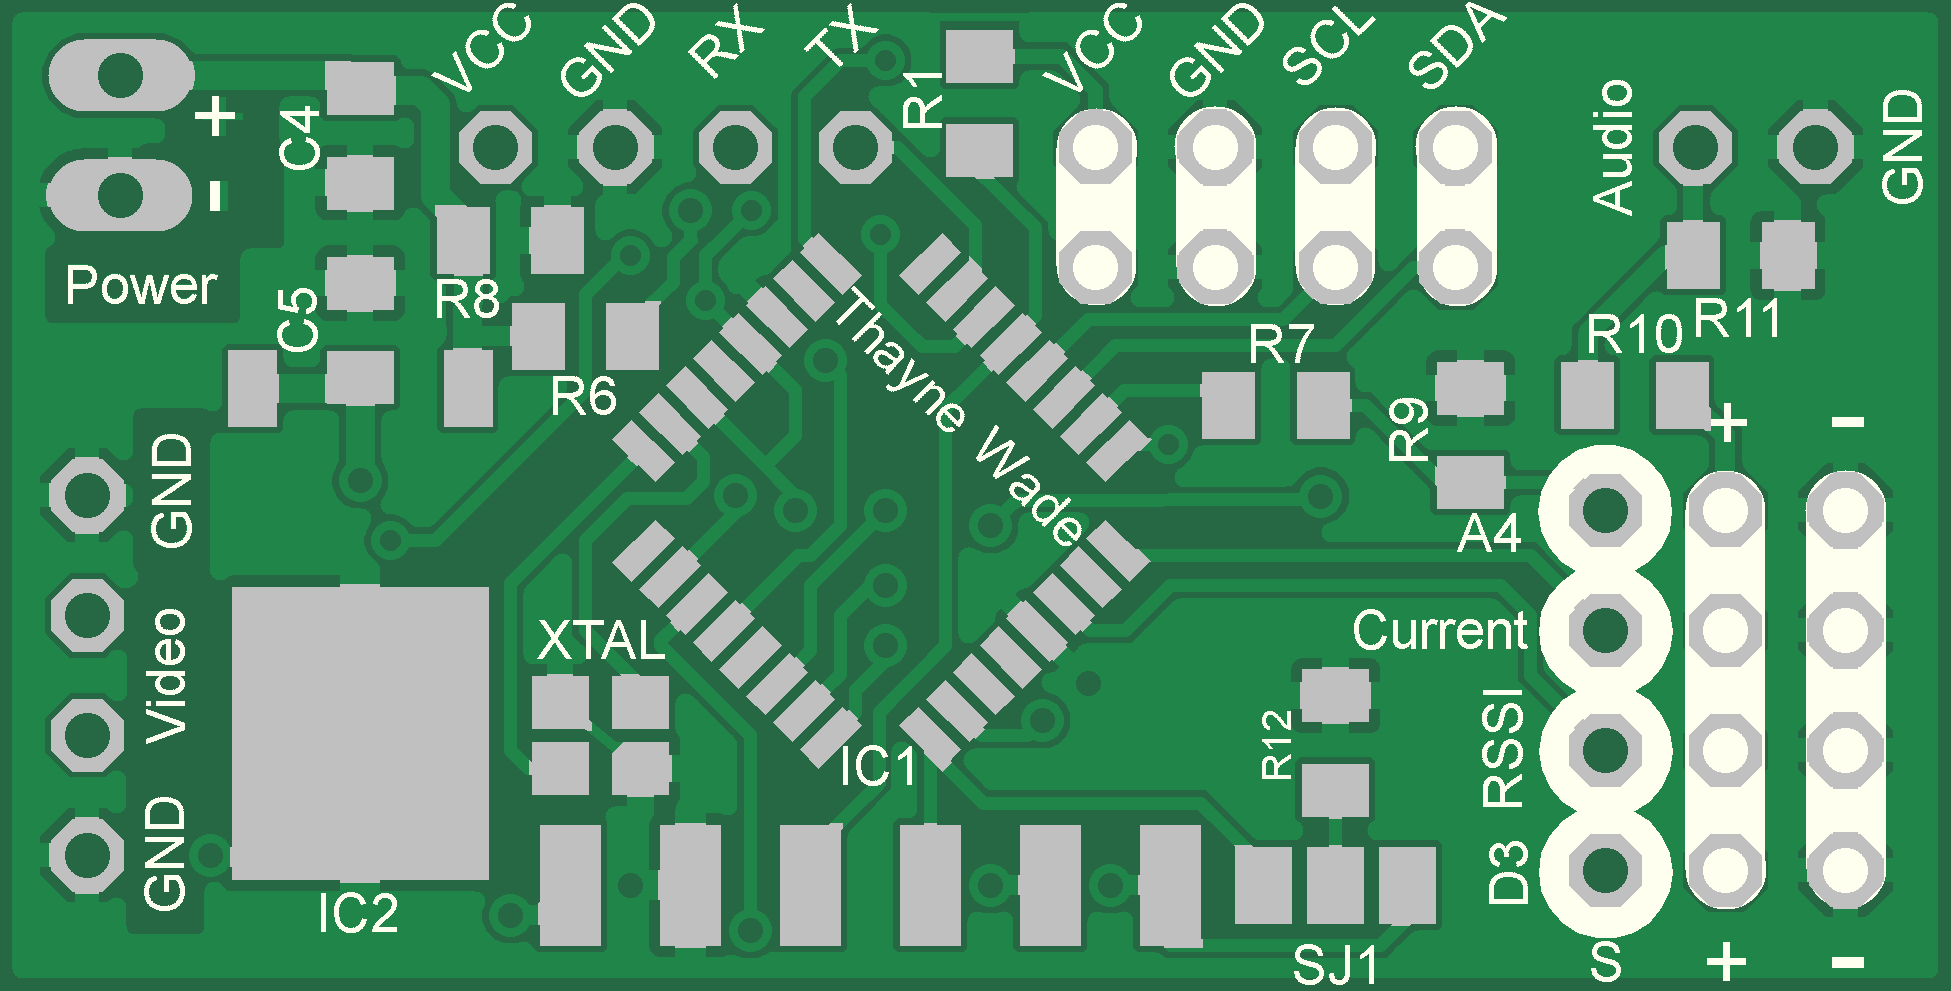 VCC
GND
RX
TX
R1
VCC
GND
SCL
SDA
Audio
GND
+
-
C4
Power
C5
R8
R6
R7
R10
R11
R9
+
-
Thayne Wade
GND
Video
GND
A4
Current
RSSI
D3
XTAL
IC1
R12
IC2
SJ1
S
+
-